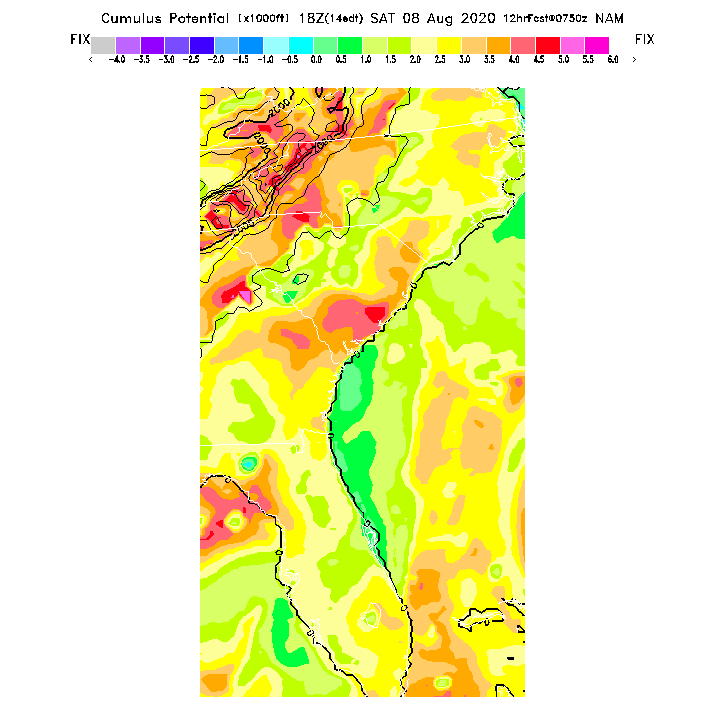 Cumulus Potential [x1000ft] 18Z(14edt) SAT 08 Aug 2020 12hrFcst@0750z NAM
FIX FIX
< -4.0 -3.5 -3.0 -2.5 -2.0 -1.5 -1.0 -0.5 0.0 0.5 1.0 1.5 2.0 2.5 3.0 3.5 4.0 4.5 5.0 5.5 6.0 >
2000
2000